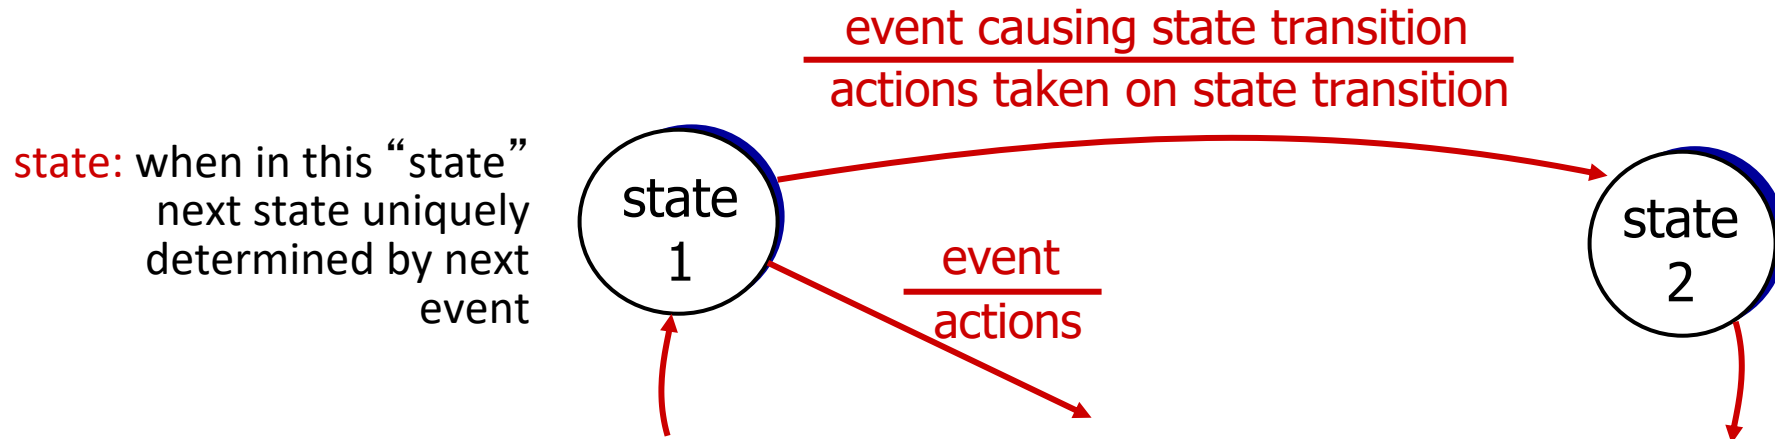 event causing state transition
actions taken on state transition
state: when in this “state”
next state uniquely
determined by next
event
state
1
event
actions
state
2